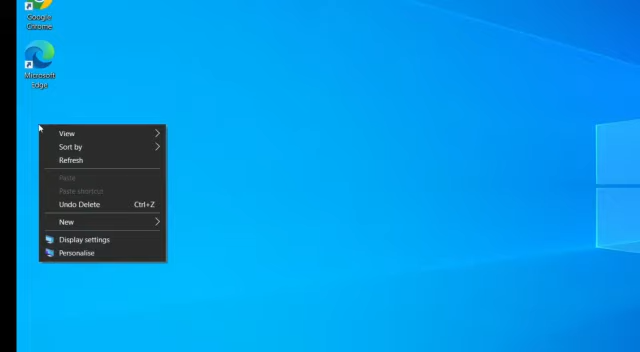 Google
Chrome
Microsoft
Edge
View
Sort by
Refresh
Paste
Paste shortcut
Undo Delete Ctrl+Z
New
Display settings
Personalise